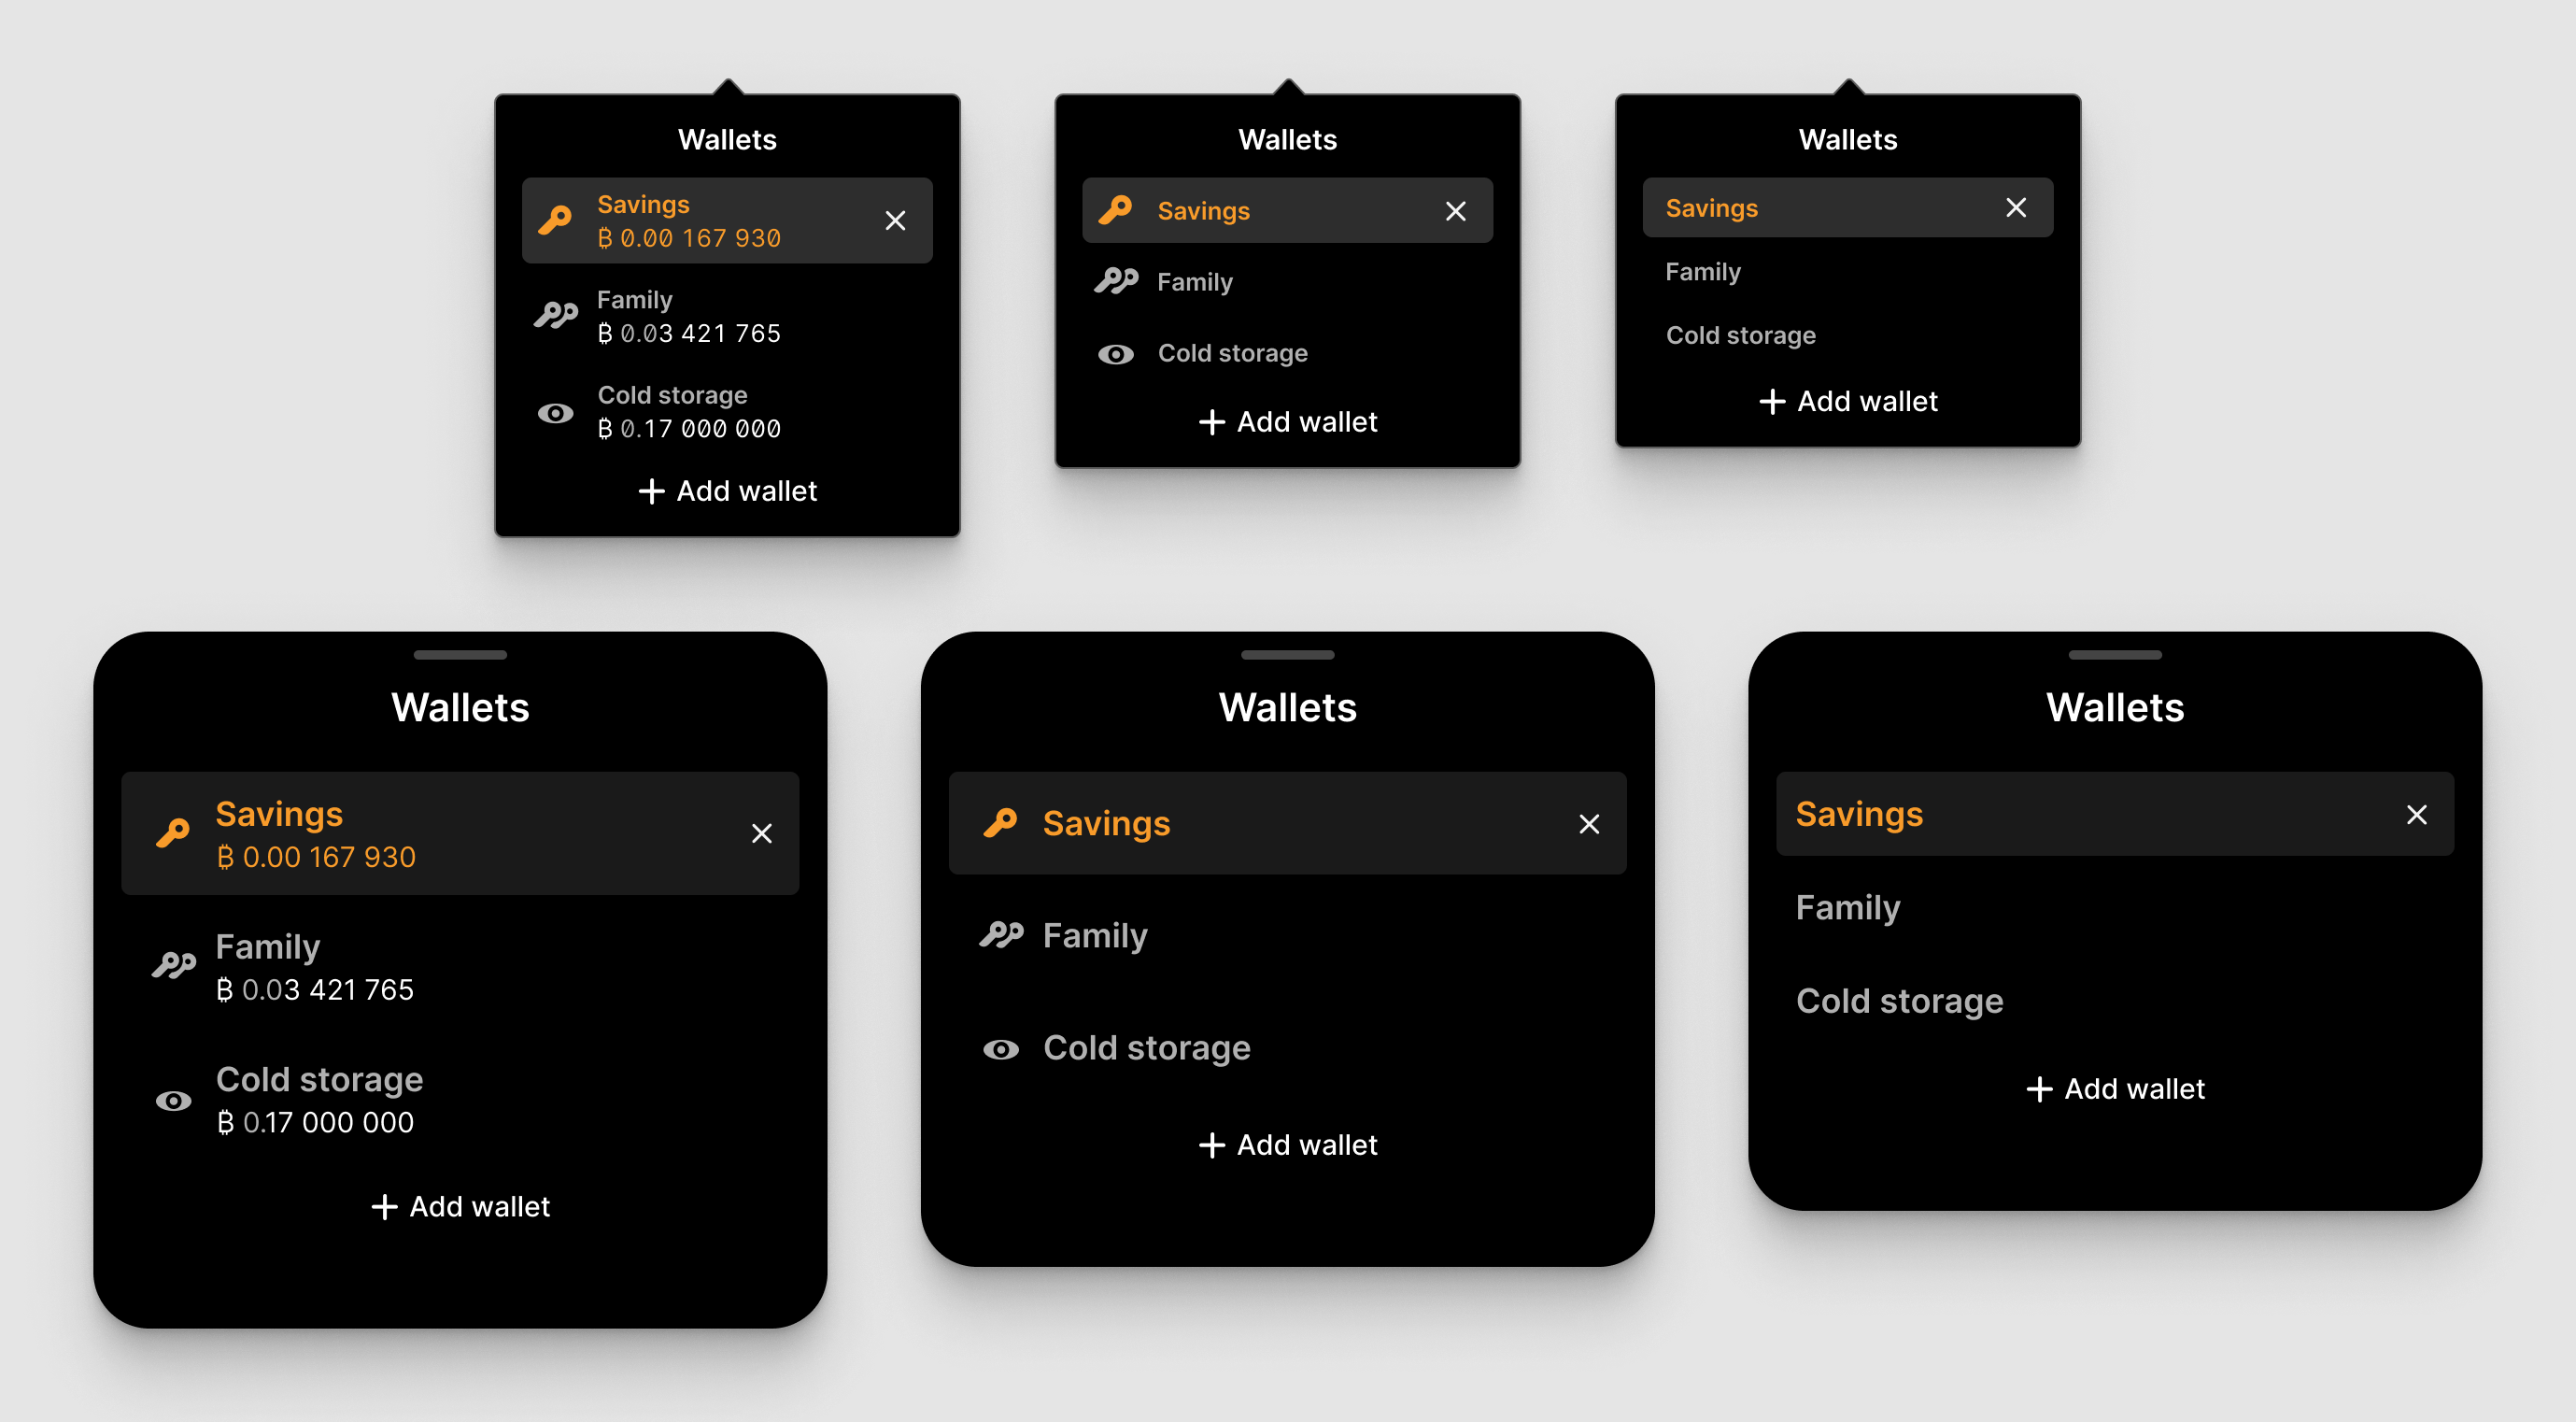 Wallets
Savings
₿ 0.00 167 930
Family
₿ 0.03 421 765
Cold storage
₿ 0.17 000 000
Add wallet
Wallets
Savings
Family
Cold storage
Add wallet
Wallets
Savings
Family
Cold storage
Add wallet
Wallets
Savings
₿ 0.00 167 930
Family
₿ 0.03 421 765
Cold storage
₿ 0.17 000 000
Add wallet
Wallets
Savings
Family
Cold storage
Add wallet
Wallets
Savings
Family
Cold storage
Add wallet